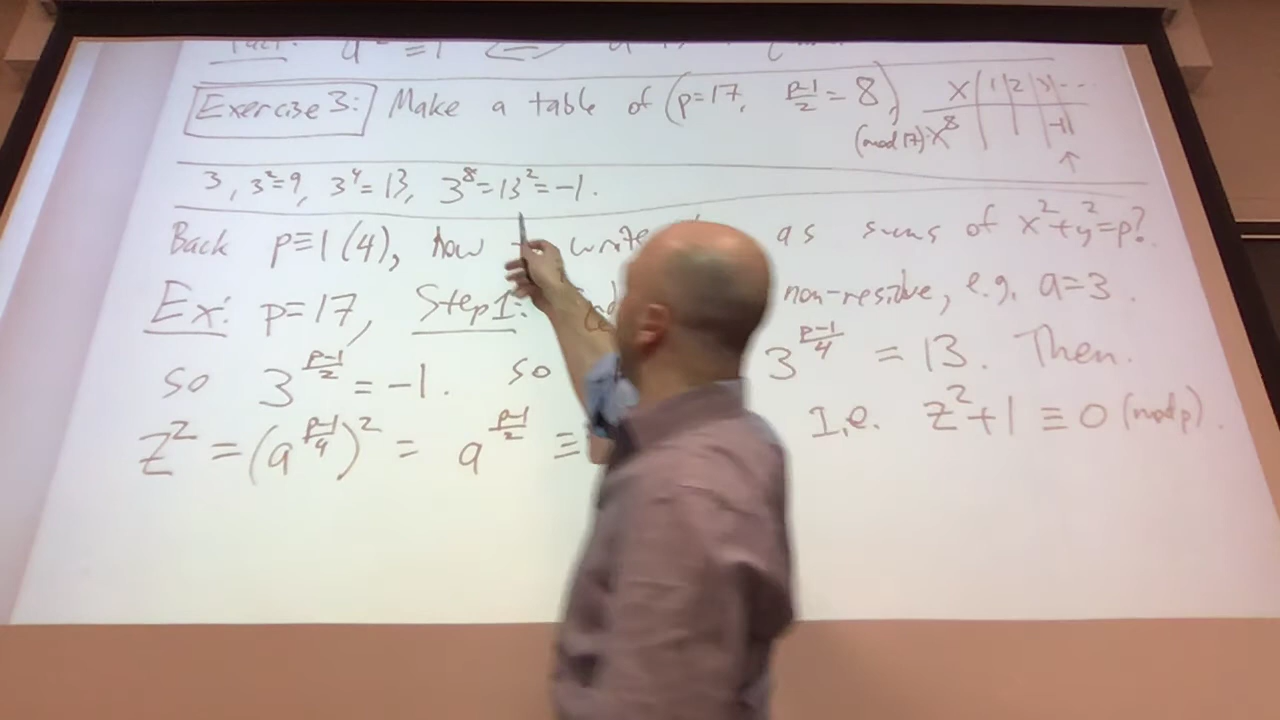 a =1 <=>
Exercise 3: Make a table of (p=17, (p-1)/2 = 8), x | 1 | 2 | 3 | ...
(mod 17): x^8 | | | -1 |
↑
3, 3^2=9, 3^4=13, 3^8=13^2=-1.
Back p≡1(4), how write as sums of x^2+y^2=p?
Ex: p=17, Step 1: non-residue, e.g. a=3.
so 3^((p-1)/2) = -1. so 3^((p-1)/4) = 13. Then.
z^2 = (a^((p-1)/4))^2 = a^((p-1)/2) ≡ I.e. z^2+1 ≡ 0 (mod p).